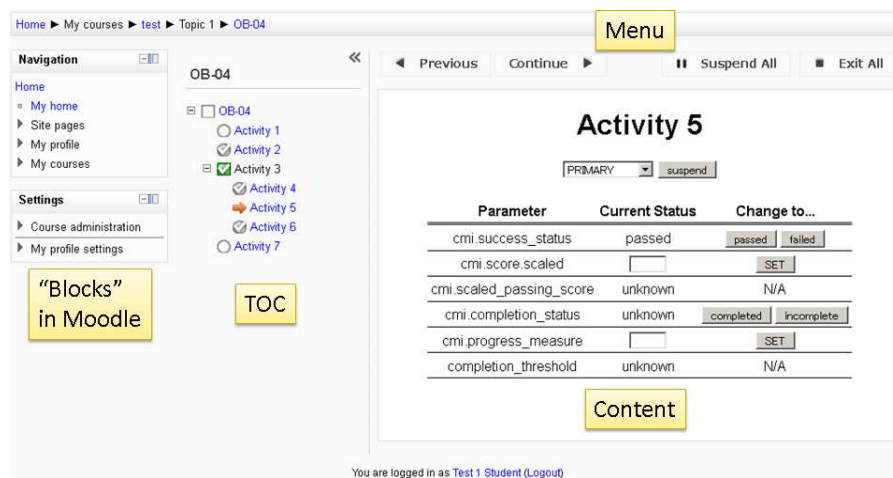 Home ► My courses ► test ► Topic 1 ► OB-04
Menu
Navigation
Home
My home
Site pages
My profile
My courses
Settings
Course administration
My profile settings
"Blocks"
in Moodle
OB-04
OB-04
Activity 1
Activity 2
Activity 3
Activity 4
Activity 5
Activity 6
Activity 7
TOC
Previous Continue Suspend All Exit All
Activity 5
PRIMARY suspend
Parameter Current Status Change to...
cmi.success_status passed passed failed
cmi.score.scaled SET
cmi.scaled_passing_score unknown N/A
cmi.completion_status unknown completed incomplete
cmi.progress_measure SET
completion_threshold unknown N/A
Content
You are logged in as Test 1 Student (Logout)